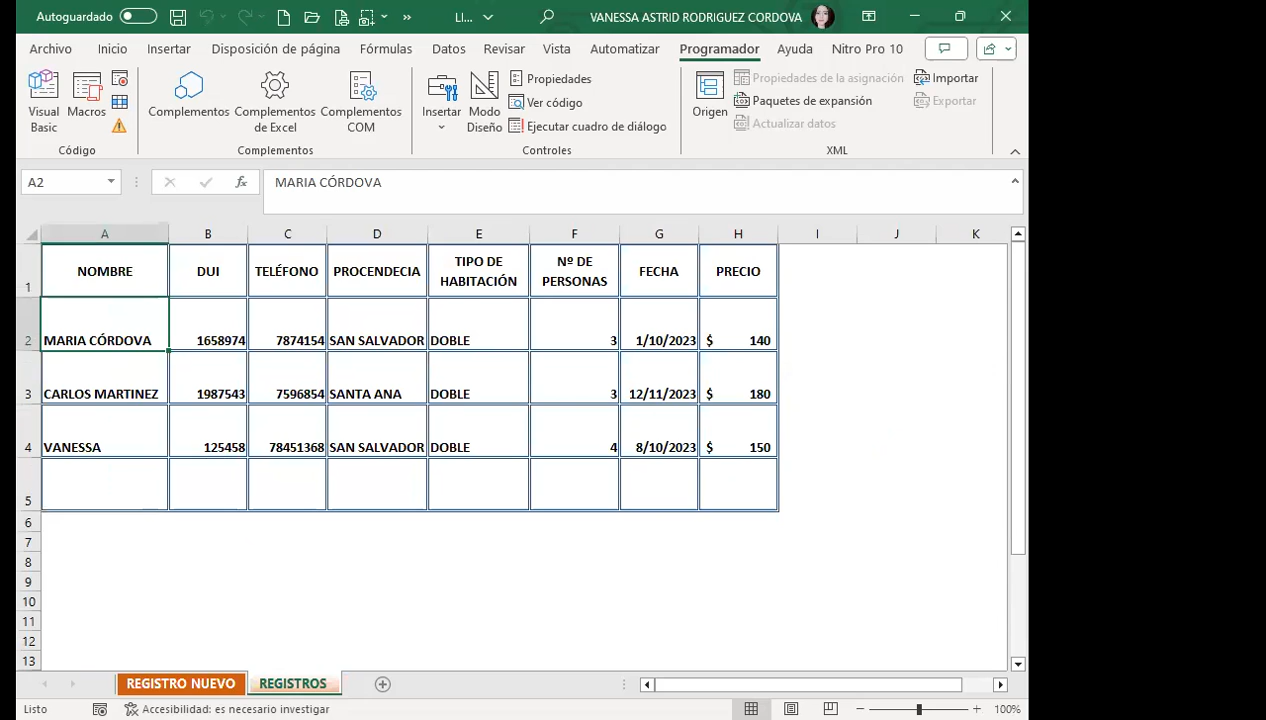 Autoguardado LI... VANESSA ASTRID RODRIGUEZ CORDOVA
Archivo Inicio Insertar Disposición de página Fórmulas Datos Revisar Vista Automatizar Programador Ayuda Nitro Pro 10
Visual Basic Macros Complementos Complementos de Excel Complementos COM Insertar Modo Diseño Propiedades Ver código Ejecutar cuadro de diálogo Origen Propiedades de la asignación Paquetes de expansión Actualizar datos Importar Exportar
Código Complementos Controles XML
A2 fx MARIA CÓRDOVA
A B C D E F G H I J K
1 NOMBRE DUI TELÉFONO PROCENDECIA TIPO DE HABITACIÓN Nº DE PERSONAS FECHA PRECIO
2 MARIA CÓRDOVA 1658974 7874154 SAN SALVADOR DOBLE 3 1/10/2023 $ 140
3 CARLOS MARTINEZ 1987543 7596854 SANTA ANA DOBLE 3 12/11/2023 $ 180
4 VANESSA 125458 78451368 SAN SALVADOR DOBLE 4 8/10/2023 $ 150
5
6
7
8
9
10
11
12
13
REGISTRO NUEVO REGISTROS
Listo Accesibilidad: es necesario investigar 100%